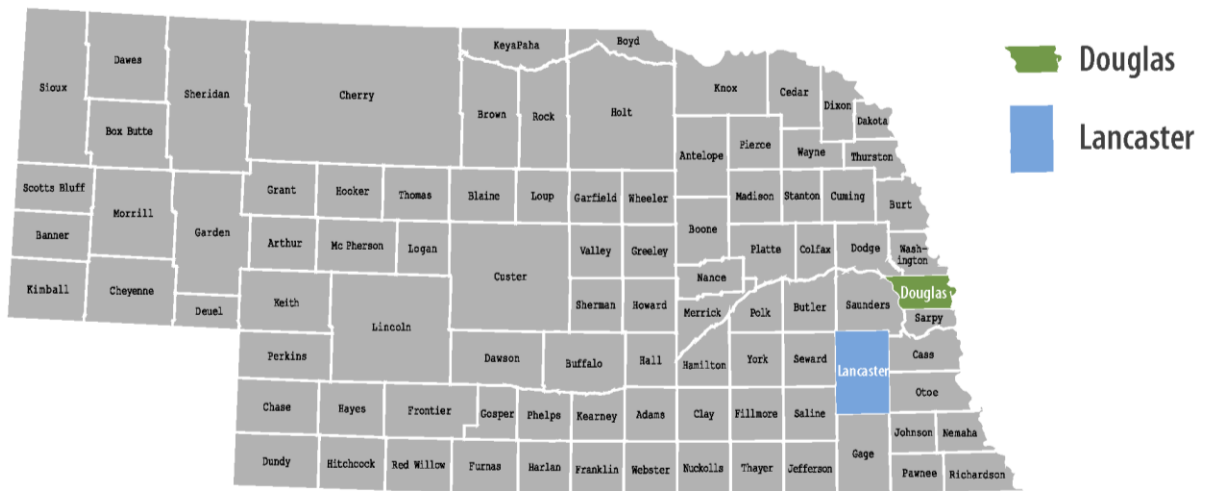 KeyaPaha
Boyd
Dawes
Sioux
Sheridan
Cherry
Knox
Cedar
Dixon
Dakota
Box Butte
Brown
Rock
Holt
Antelope
Pierce
Wayne
Thurston
Scotts Bluff
Morrill
Grant
Hooker
Thomas
Blaine
Loup
Garfield
Wheeler
Madison
Stanton
Cuming
Burt
Banner
Garden
Arthur
Mc Pherson
Logan
Custer
Valley
Greeley
Boone
Platte
Colfax
Dodge
Wash-
ington
Kimball
Cheyenne
Deuel
Keith
Lincoln
Sherman
Howard
Nance
Merrick
Polk
Butler
Saunders
Douglas
Sarpy
Perkins
Dawson
Buffalo
Hall
Hamilton
York
Seward
Lancaster
Cass
Otoe
Chase
Hayes
Frontier
Gosper
Phelps
Kearney
Adams
Clay
Fillmore
Saline
Johnson
Nemaha
Dundy
Hitchcock
Red Willow
Furnas
Harlan
Franklin
Webster
Nuckolls
Thayer
Jefferson
Gage
Pawnee
Richardson
Douglas
Lancaster